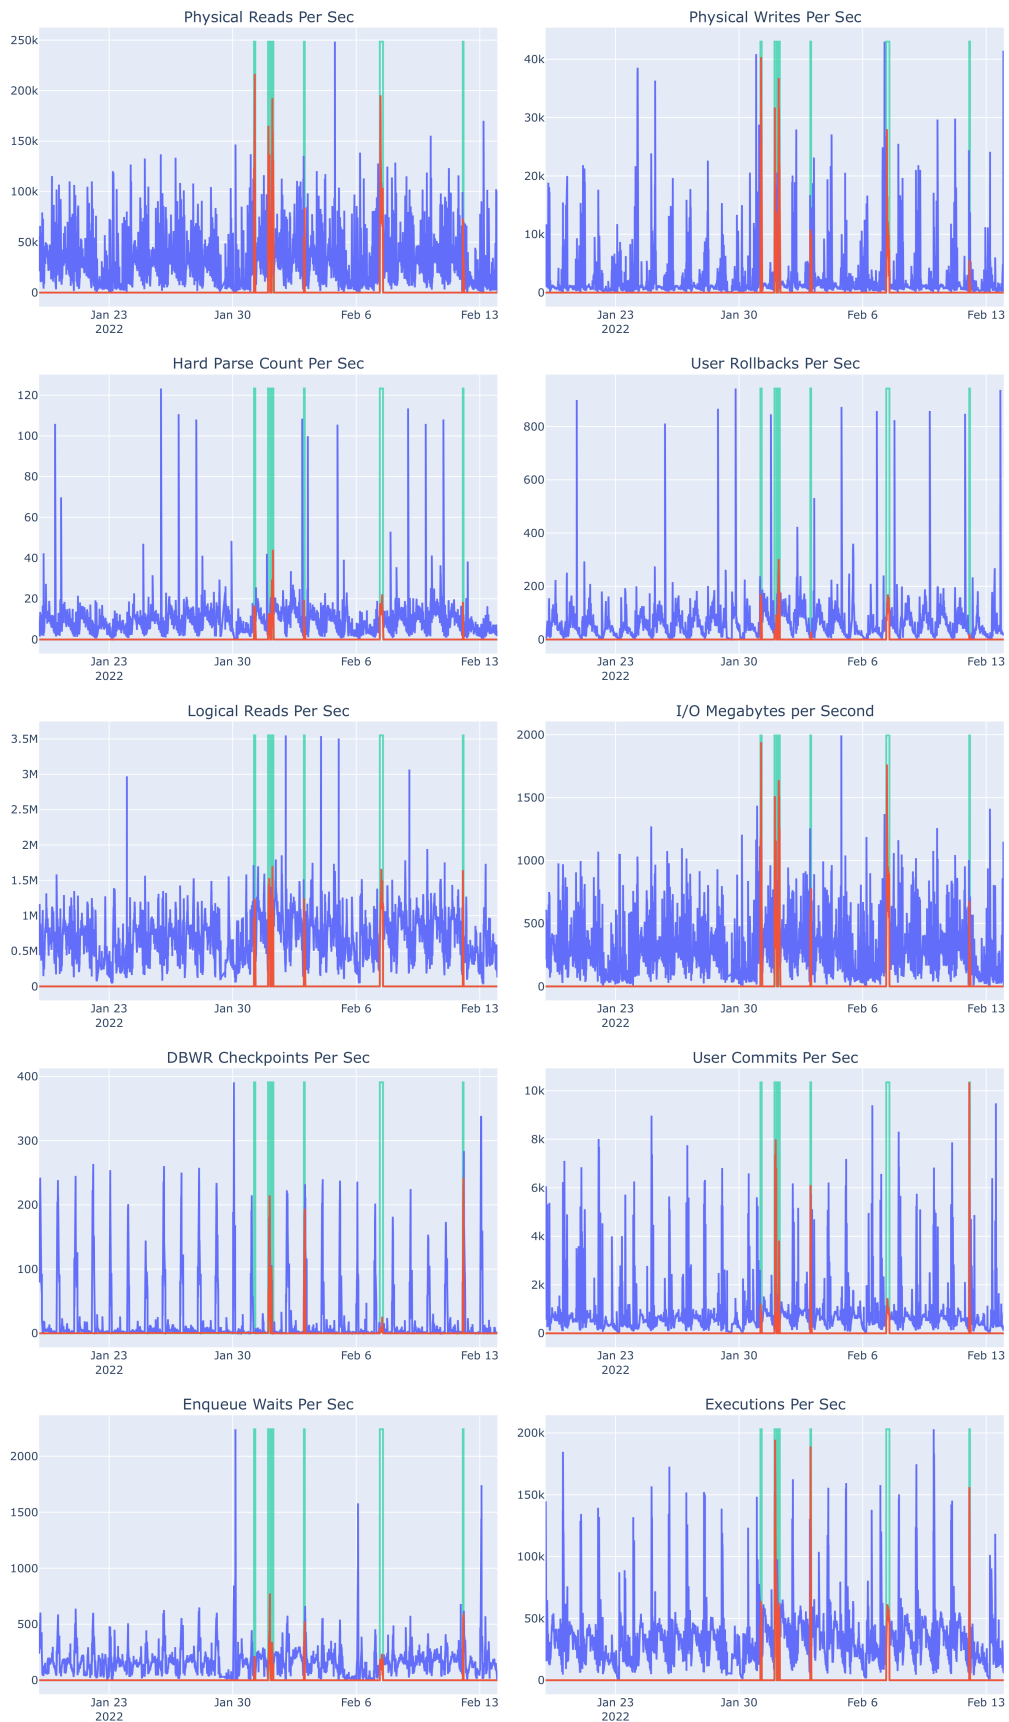 Physical Reads Per Sec
250k
200k
150k
100k
50k
0
Jan 23
2022
Jan 30
Feb 6
Feb 13
Physical Writes Per Sec
40k
30k
20k
10k
0
Jan 23
2022
Jan 30
Feb 6
Feb 13
Hard Parse Count Per Sec
120
100
80
60
40
20
0
Jan 23
2022
Jan 30
Feb 6
Feb 13
User Rollbacks Per Sec
800
600
400
200
0
Jan 23
2022
Jan 30
Feb 6
Feb 13
Logical Reads Per Sec
3.5M
3M
2.5M
2M
1.5M
1M
0.5M
0
Jan 23
2022
Jan 30
Feb 6
Feb 13
I/O Megabytes per Second
2000
1500
1000
500
0
Jan 23
2022
Jan 30
Feb 6
Feb 13
DBWR Checkpoints Per Sec
400
300
200
100
0
Jan 23
2022
Jan 30
Feb 6
Feb 13
User Commits Per Sec
10k
8k
6k
4k
2k
0
Jan 23
2022
Jan 30
Feb 6
Feb 13
Enqueue Waits Per Sec
2000
1500
1000
500
0
Jan 23
2022
Jan 30
Feb 6
Feb 13
Executions Per Sec
200k
150k
100k
50k
0
Jan 23
2022
Jan 30
Feb 6
Feb 13